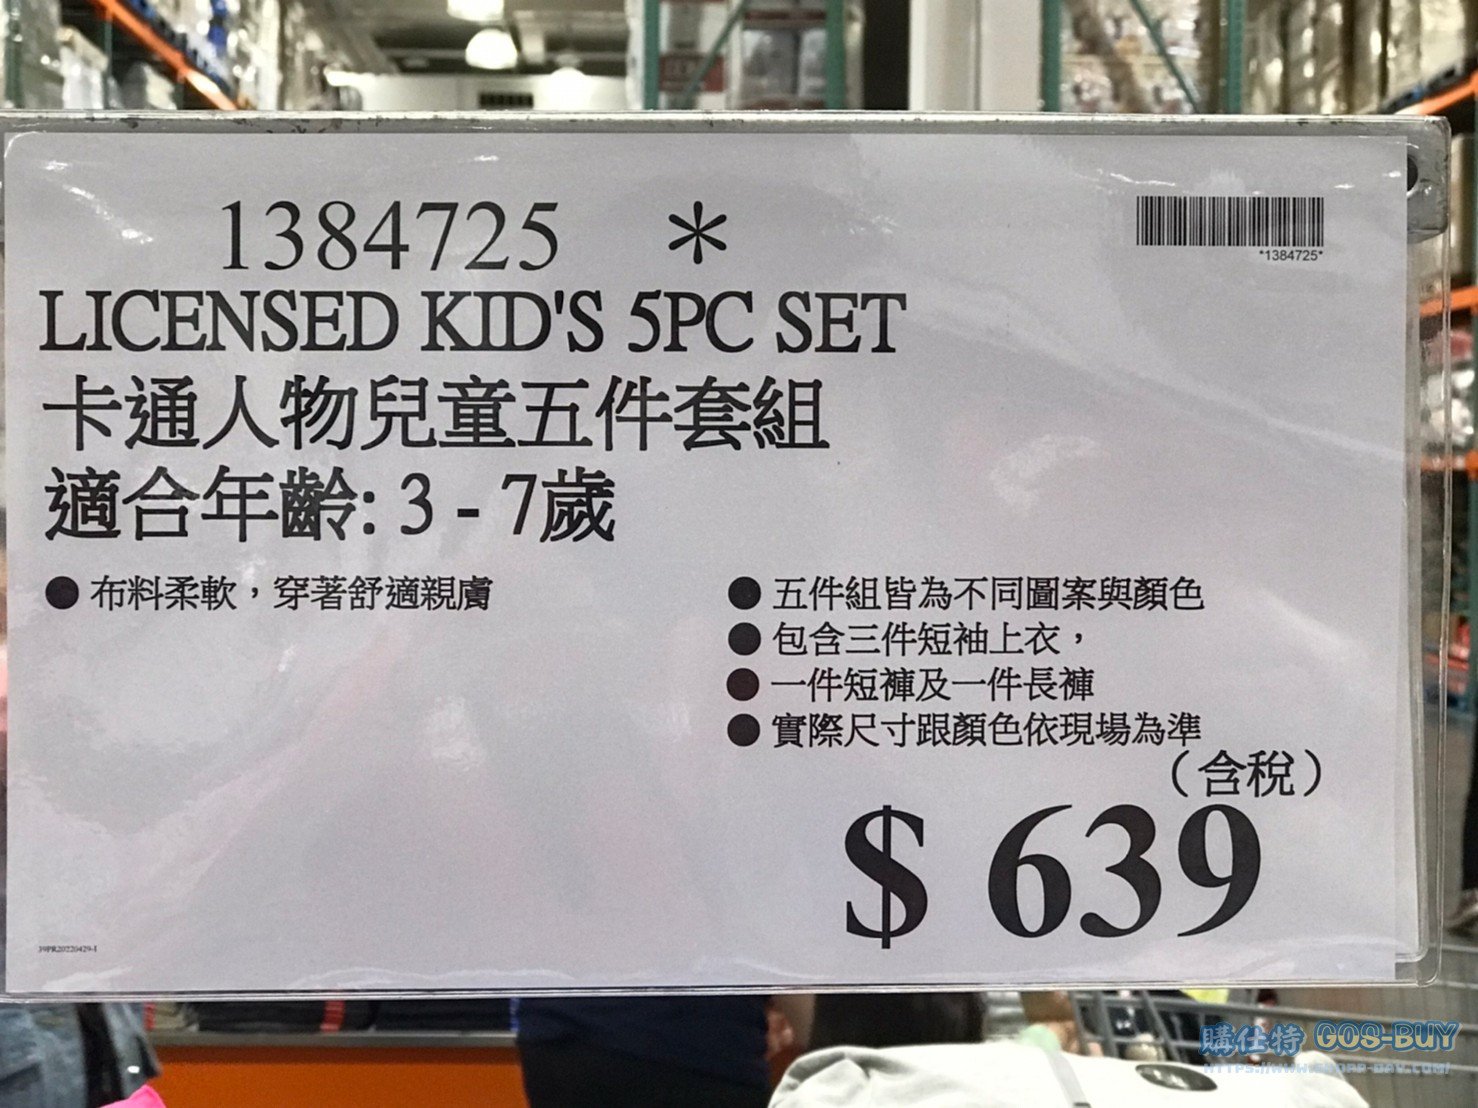 1384725 *
*1384725*
LICENSED KID'S 5PC SET
卡通人物兒童五件套組
適合年齡: 3 - 7歲
● 布料柔軟，穿著舒適親膚
● 五件組皆為不同圖案與顏色
● 包含三件短袖上衣，
● 一件短褲及一件長褲
● 實際尺寸跟顏色依現場為準
（含稅）
$ 639
39PR20220429-1
購仕特 GOS-BUY